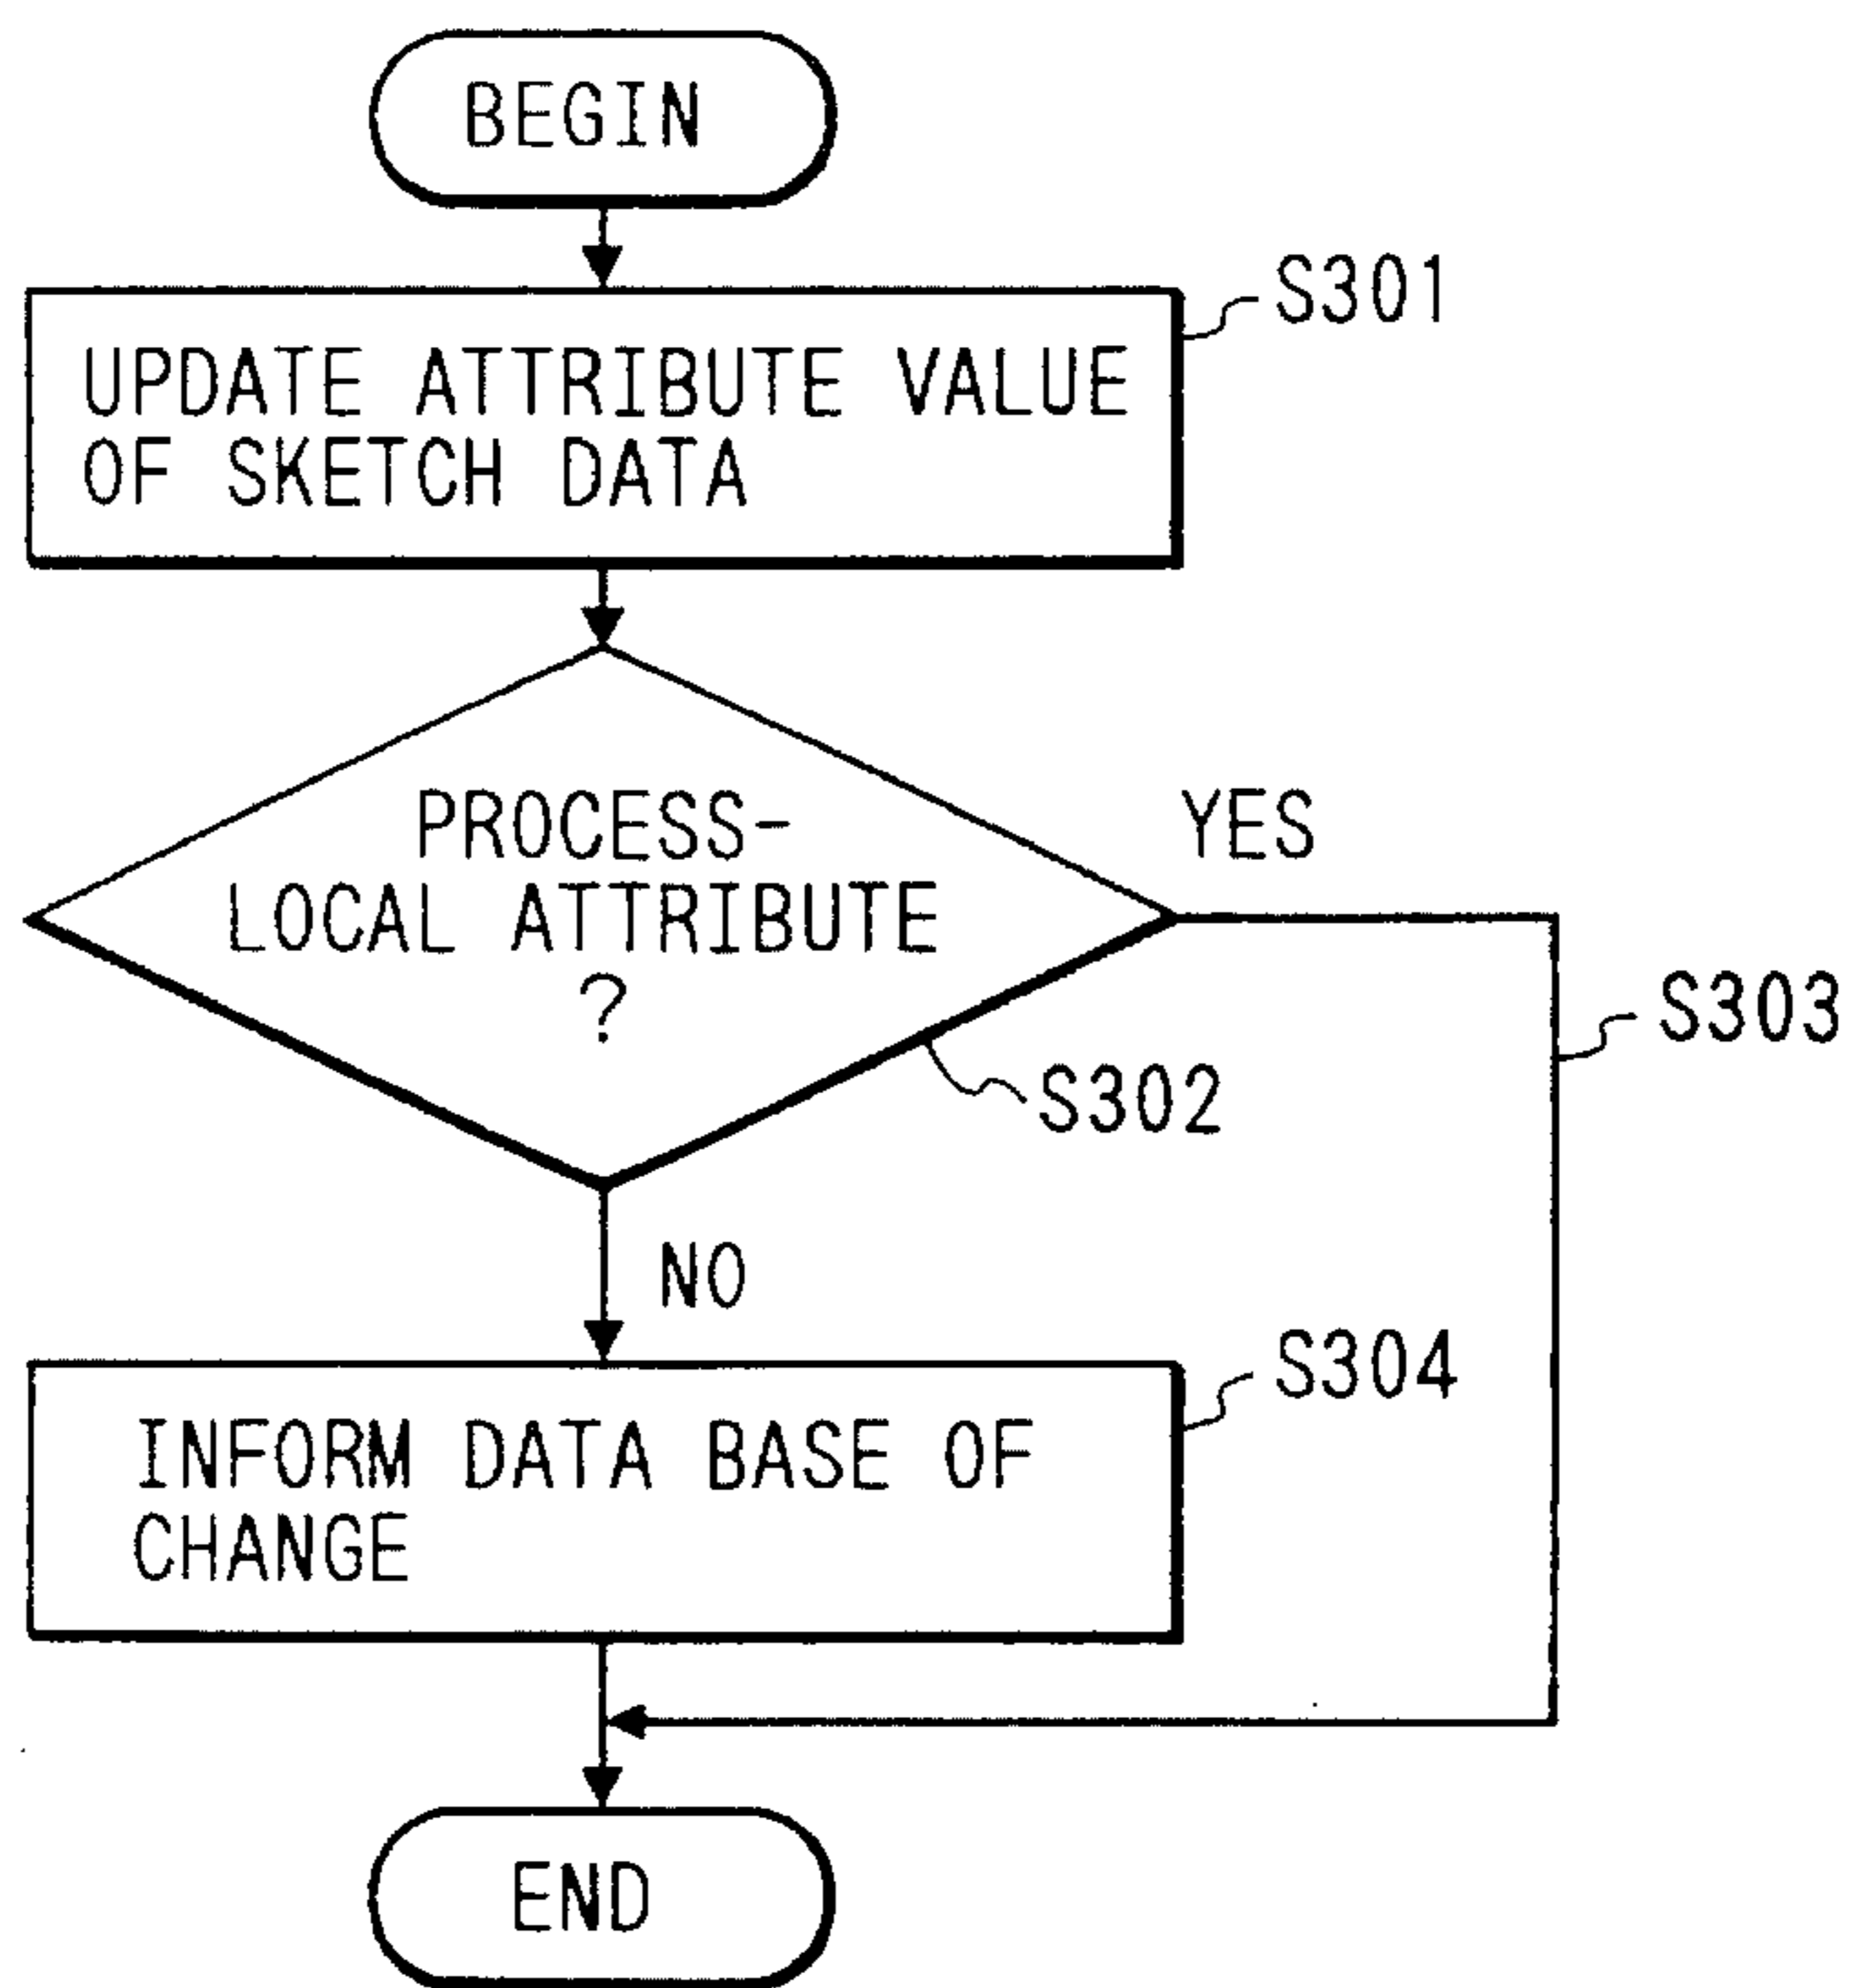 BEGIN
S301
UPDATE ATTRIBUTE VALUE
OF SKETCH DATA
PROCESS-
LOCAL ATTRIBUTE
?
YES
S303
S302
NO
S304
INFORM DATA BASE OF
CHANGE
END